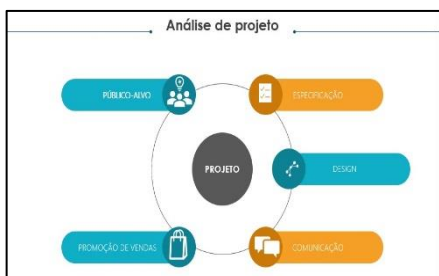 Análise de projeto
PÚBLICO-ALVO
ESPECIFICAÇÃO
PROJETO
DESIGN
PROMOÇÃO DE VENDAS
COMUNICAÇÃO